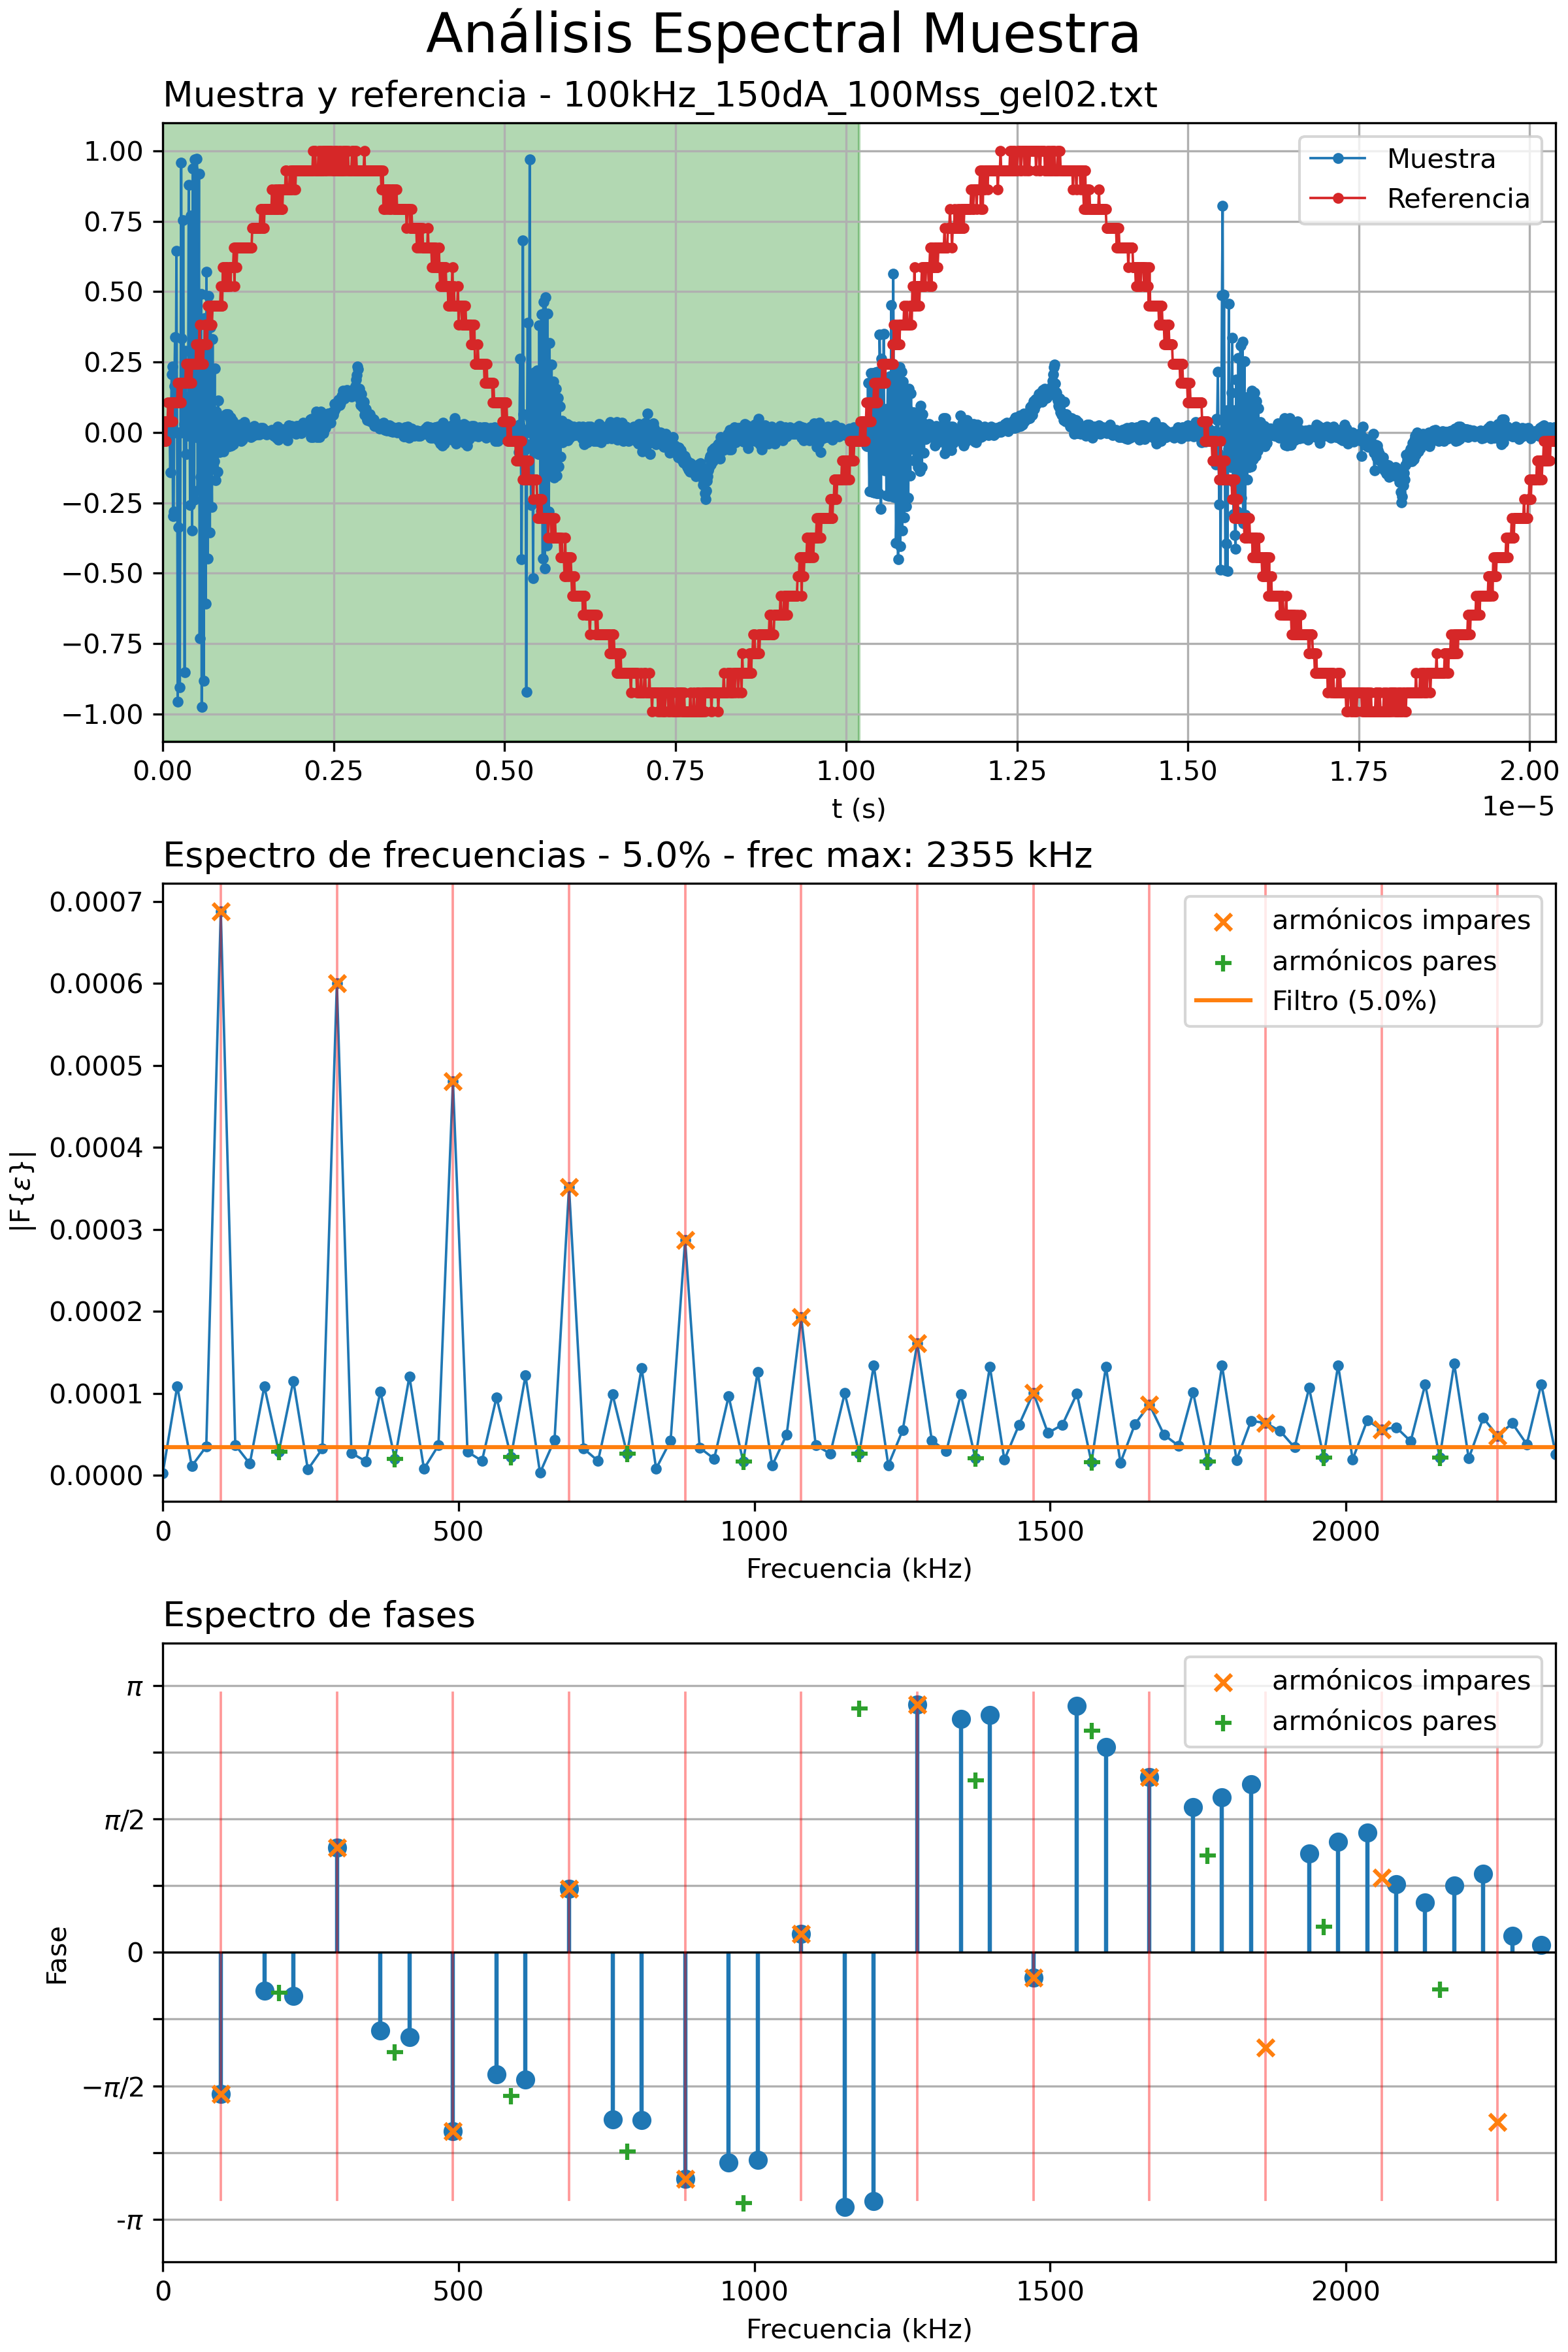 Análisis Espectral Muestra
Muestra y referencia - 100kHz_150dA_100Mss_gel02.txt
1.00
0.75
0.50
0.25
0.00
−0.25
−0.50
−0.75
−1.00
Muestra
Referencia
0.00 0.25 0.50 0.75 1.00 1.25 1.50 1.75 2.00
t (s)
1e−5
Espectro de frecuencias - 5.0% - frec max: 2355 kHz
0.0007
0.0006
0.0005
0.0004
0.0003
0.0002
0.0001
0.0000
|F{ε}|
armónicos impares
armónicos pares
Filtro (5.0%)
0 500 1000 1500 2000
Frecuencia (kHz)
Espectro de fases
π
π/2
0
−π/2
-π
Fase
armónicos impares
armónicos pares
0 500 1000 1500 2000
Frecuencia (kHz)